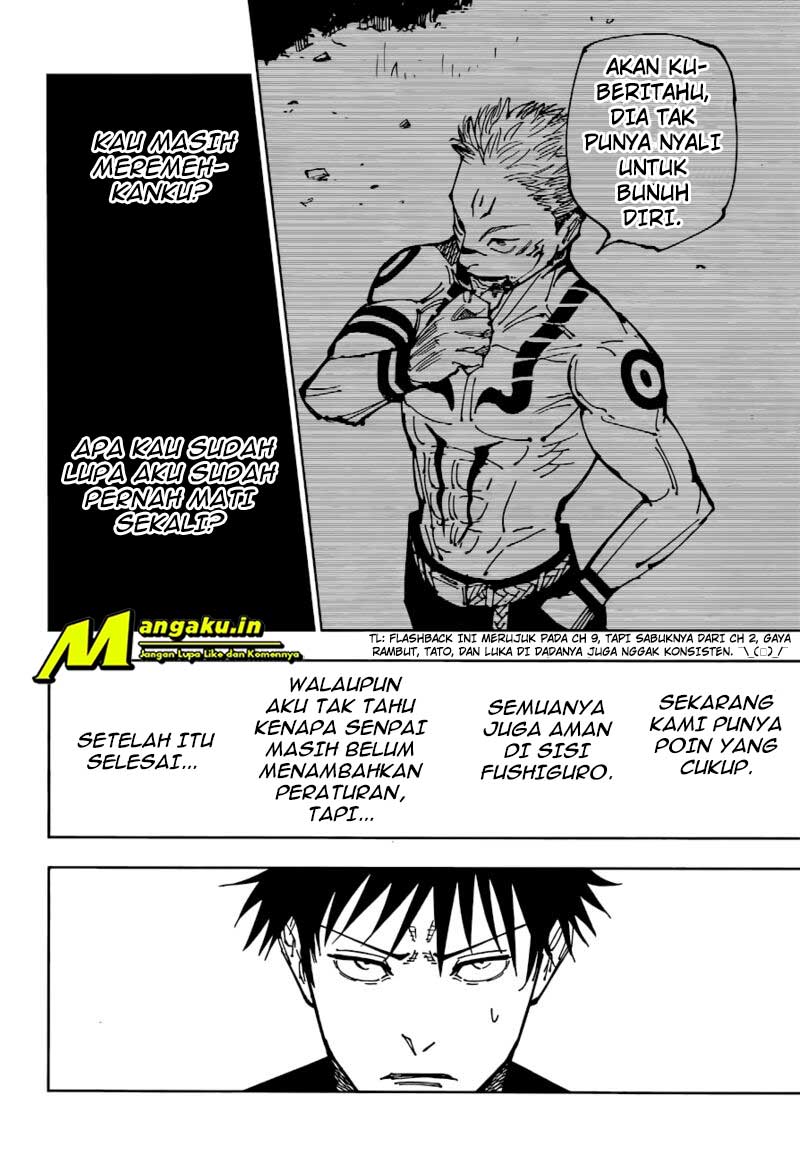 AKAN KU-
BERITAHU,
DIA TAK
PUNYA NYALI
UNTUK
BUNUH
DIRI.
KAU MASIH
MEREMEH-
KANKU?
APA KAU SUDAH
LUPA AKU SUDAH
PERNAH MATI
SEKALI?
Mangaku.in
Jangan Lupa Like dan Komennya
TL: FLASHBACK INI MERUJUK PADA CH 9, TAPI SABUKNYA DARI CH 2, GAYA
RAMBUT, TATO, DAN LUKA DI DADANYA JUGA NGGAK KONSISTEN. ¯\_(□)_/¯
SEKARANG
KAMI PUNYA
POIN YANG
CUKUP.
SEMUANYA
JUGA AMAN
DI SISI
FUSHIGURO.
WALAUPUN
AKU TAK TAHU
KENAPA SENPAI
MASIH BELUM
MENAMBAHKAN
PERATURAN,
TAPI...
SETELAH ITU
SELESAI...